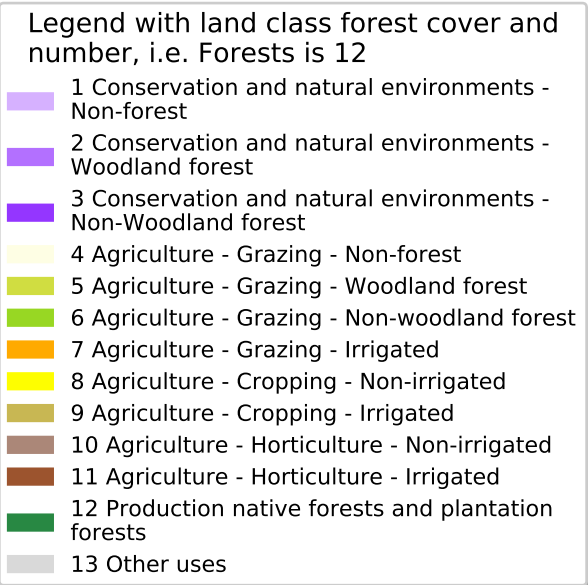 Legend with land class forest cover and
number, i.e. Forests is 12
1 Conservation and natural environments -
Non-forest
2 Conservation and natural environments -
Woodland forest
3 Conservation and natural environments -
Non-Woodland forest
4 Agriculture - Grazing - Non-forest
5 Agriculture - Grazing - Woodland forest
6 Agriculture - Grazing - Non-woodland forest
7 Agriculture - Grazing - Irrigated
8 Agriculture - Cropping - Non-irrigated
9 Agriculture - Cropping - Irrigated
10 Agriculture - Horticulture - Non-irrigated
11 Agriculture - Horticulture - Irrigated
12 Production native forests and plantation
forests
13 Other uses